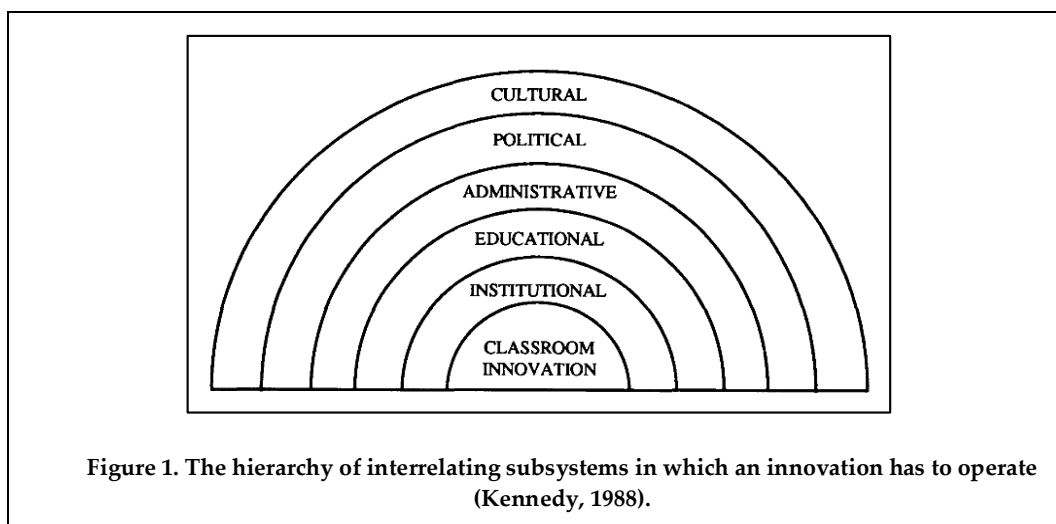 CULTURAL
POLITICAL
ADMINISTRATIVE
EDUCATIONAL
INSTITUTIONAL
CLASSROOM
INNOVATION
Figure 1. The hierarchy of interrelating subsystems in which an innovation has to operate
(Kennedy, 1988).